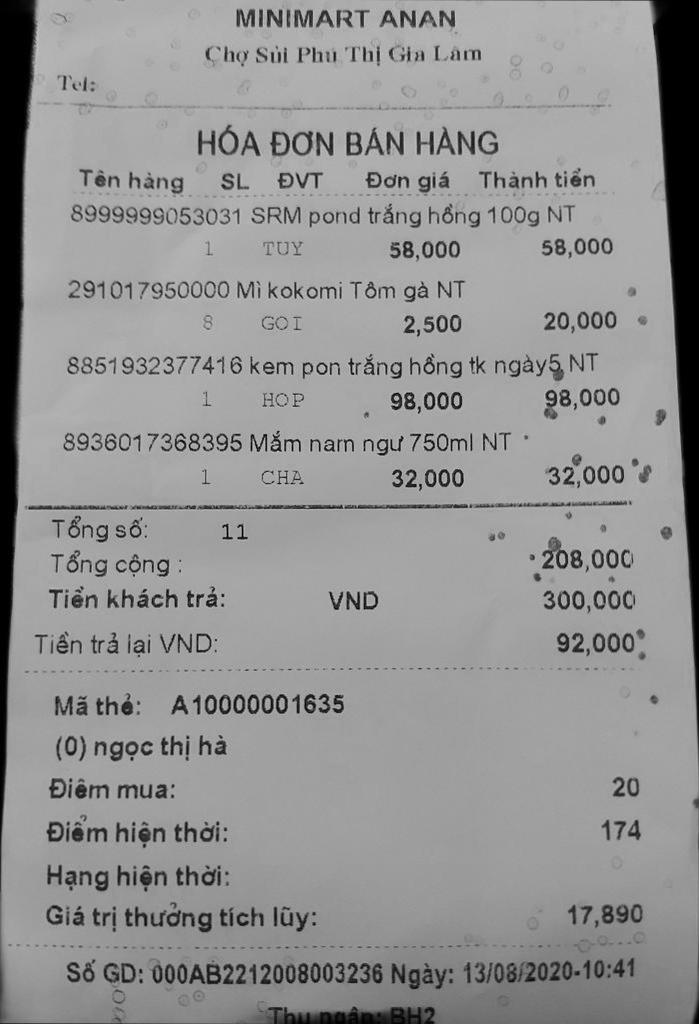 MINIMART ANAN
Chợ Sủi Phú Thị Gia Lâm
Tel:
HÓA ĐƠN BÁN HÀNG
Tên hàng SL ĐVT Đơn giá Thành tiền
8999999053031 SRM pond trắng hồng 100g NT
1 TUY 58,000 58,000
291017950000 Mì kokomi Tôm gà NT
8 GOI 2,500 20,000
8851932377416 kem pon trắng hồng tk ngày5 NT
1 HOP 98,000 98,000
8936017368395 Mắm nam ngư 750ml NT
1 CHA 32,000 32,000
Tổng số: 11
Tổng cộng : 208,000
Tiền khách trả: VND 300,000
Tiền trả lại VND: 92,000
Mã thẻ: A10000001635
(0) ngọc thị hà
Điểm mua: 20
Điểm hiện thời: 174
Hạng hiện thời:
Giá trị thưởng tích lũy: 17,890
Số GD: 000AB2212008003236 Ngày: 13/08/2020-10:41
Thu ngân: BH2